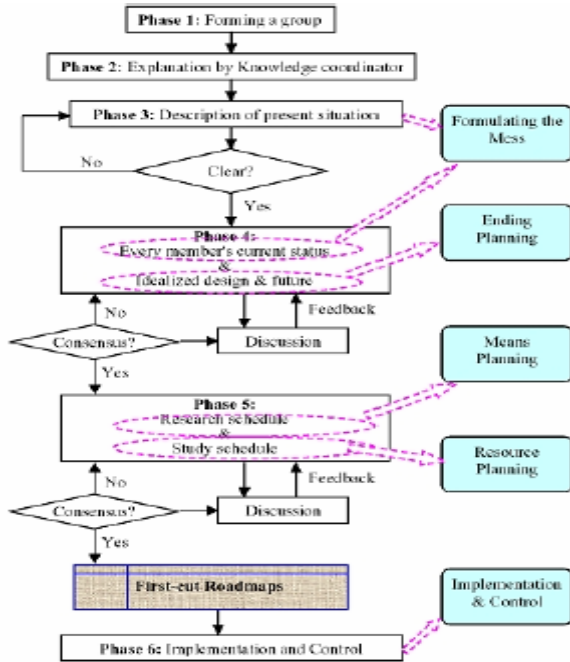 Phase 1: Forming a group
Phase 2: Explanation by Knowledge coordinator
Phase 3: Description of present situation
Formulating the
Mess
No
Clear?
Yes
Phase 4:
Every member's current status
&
Idealized design & future
Ending
Planning
No
Feedback
Consensus?
Discussion
Yes
Means
Planning
Phase 5:
Research schedule
&
Study schedule
Resource
Planning
No
Feedback
Consensus?
Discussion
Yes
First-cut Roadmaps
Implementation
& Control
Phase 6: Implementation and Control